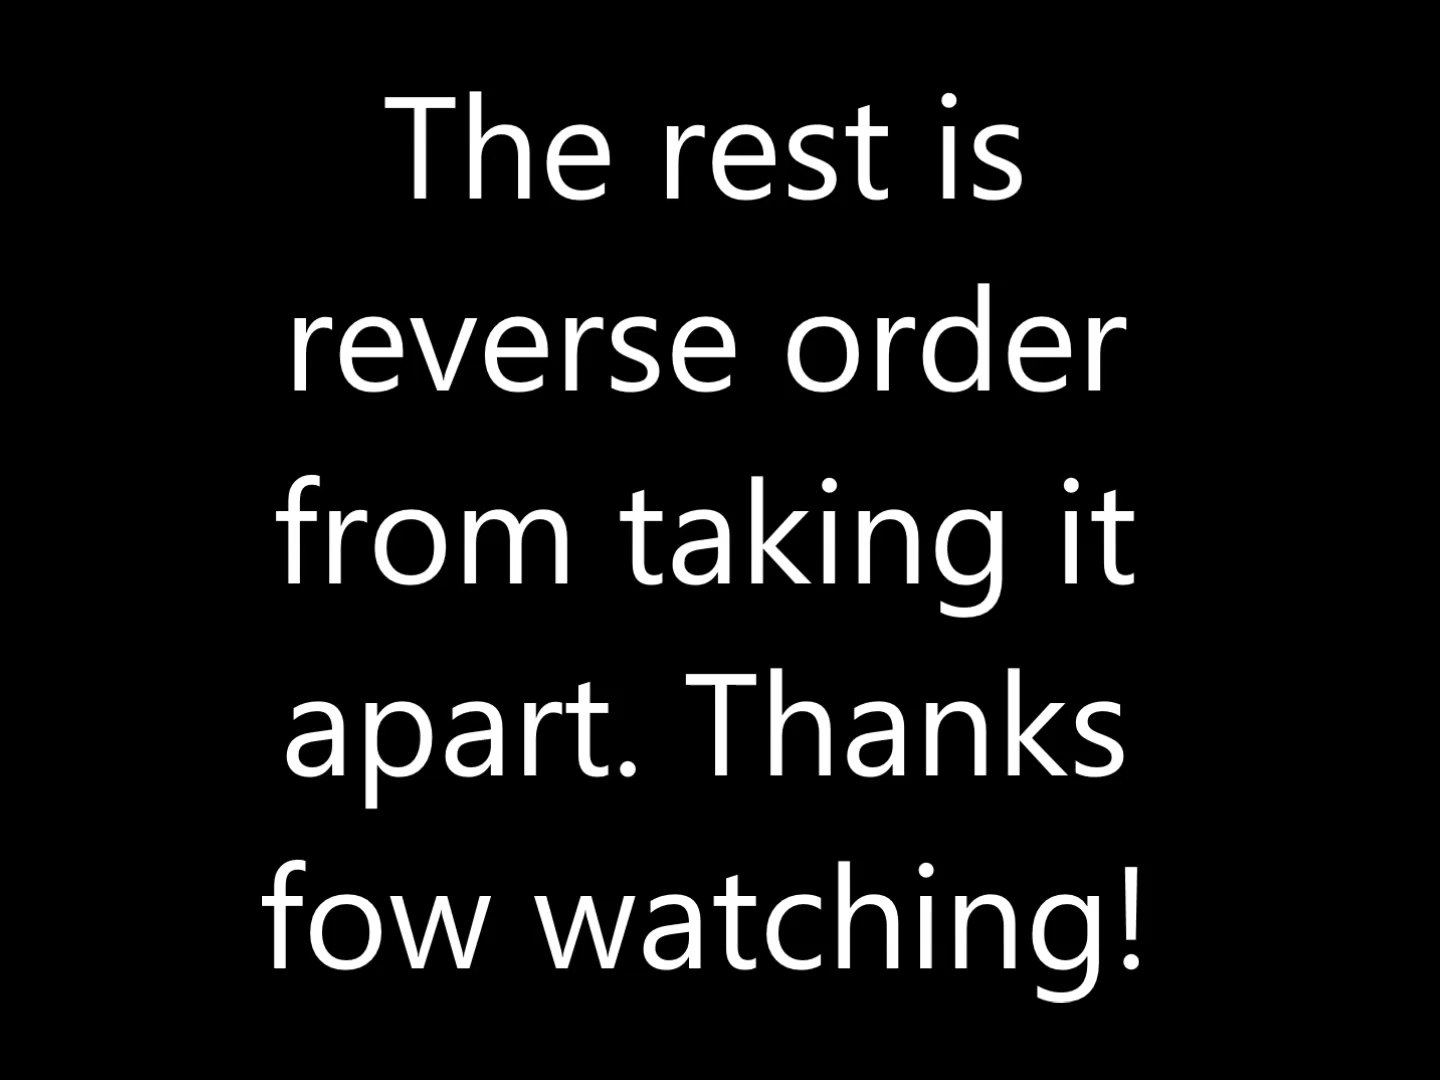 The rest is
reverse order
from taking it
apart. Thanks
fow watching!